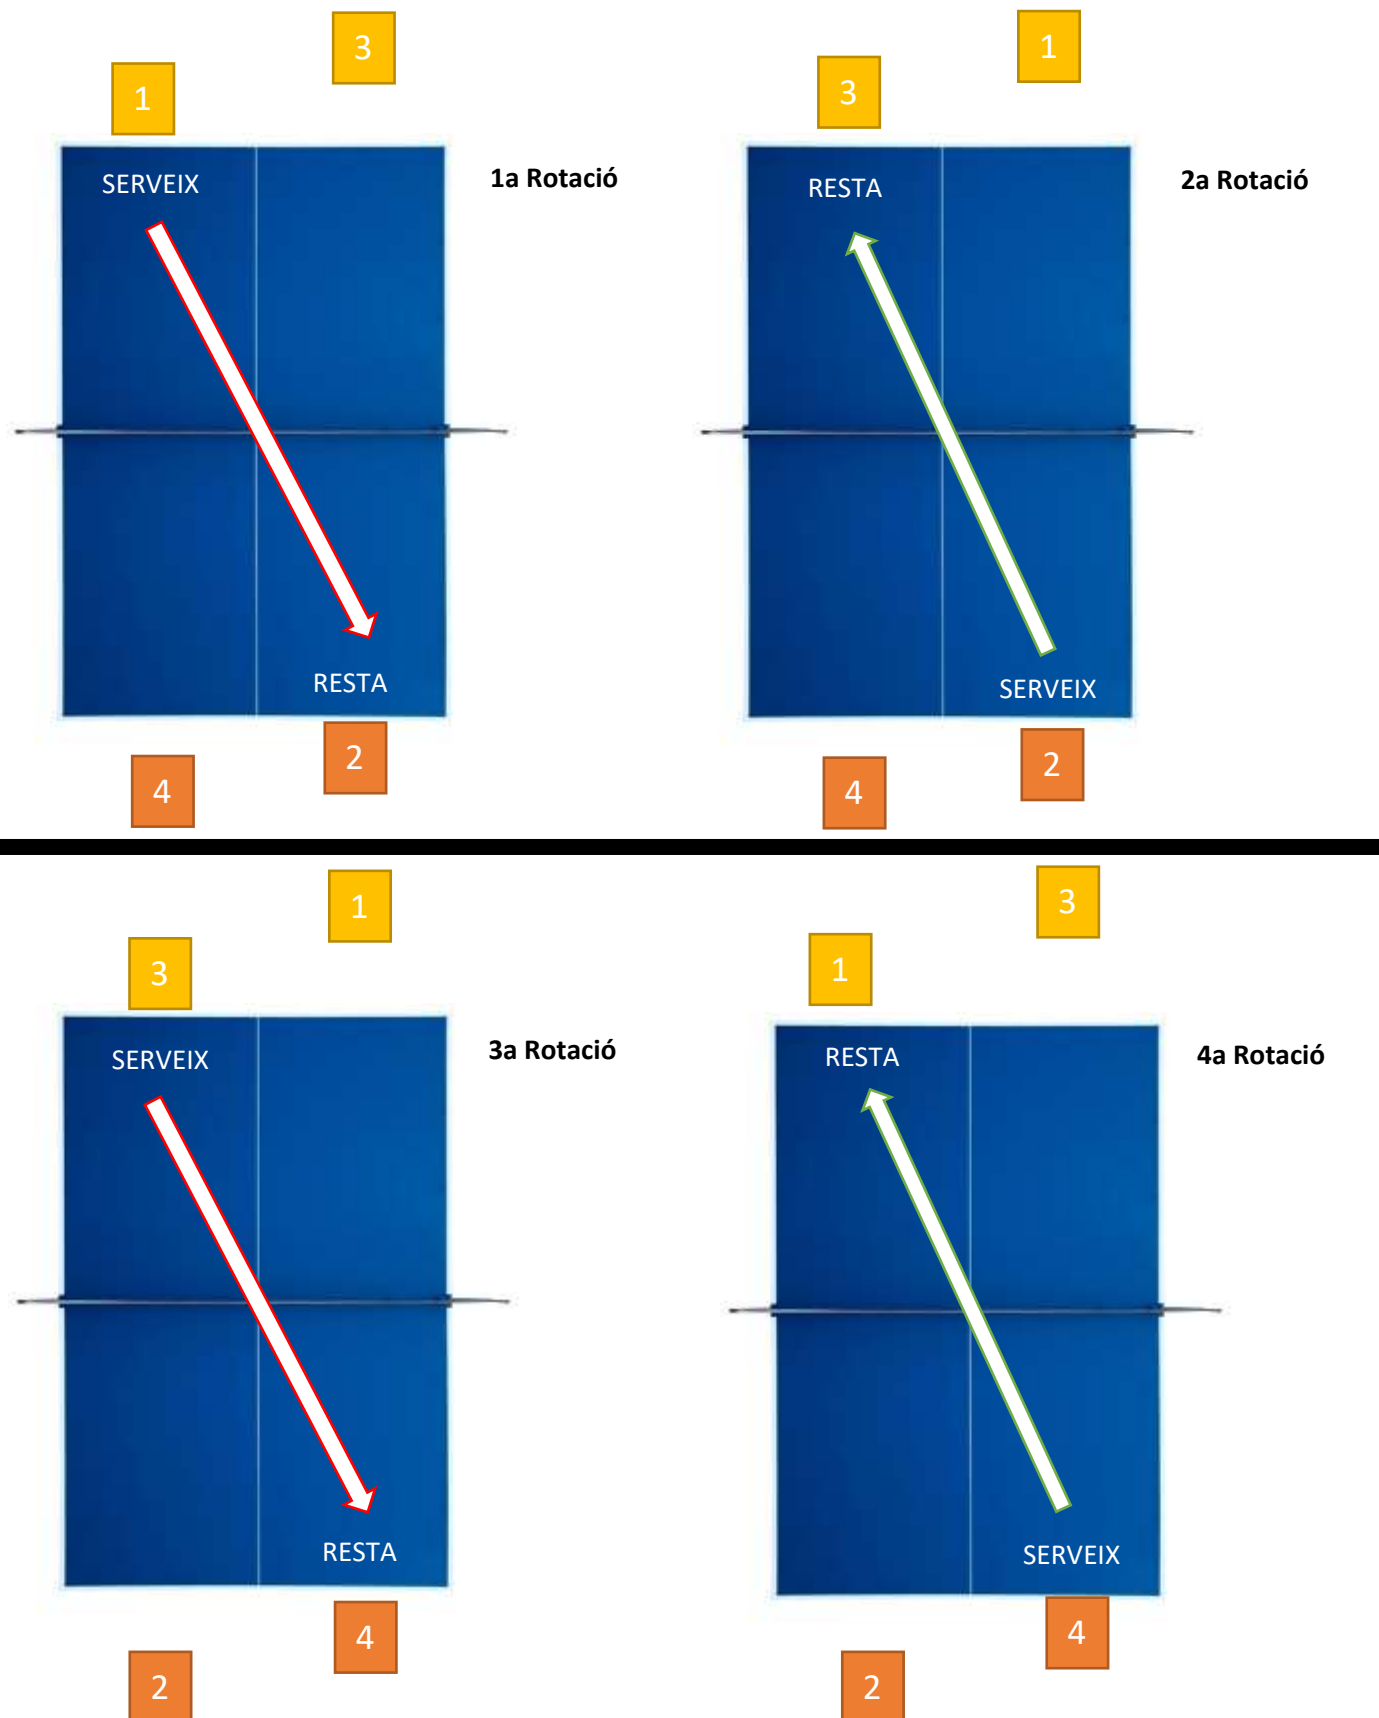 3
1
SERVEIX
1a Rotació
RESTA
2
4
1
3
RESTA
2a Rotació
SERVEIX
2
4
1
3
SERVEIX
3a Rotació
RESTA
4
2
3
1
RESTA
4a Rotació
SERVEIX
4
2